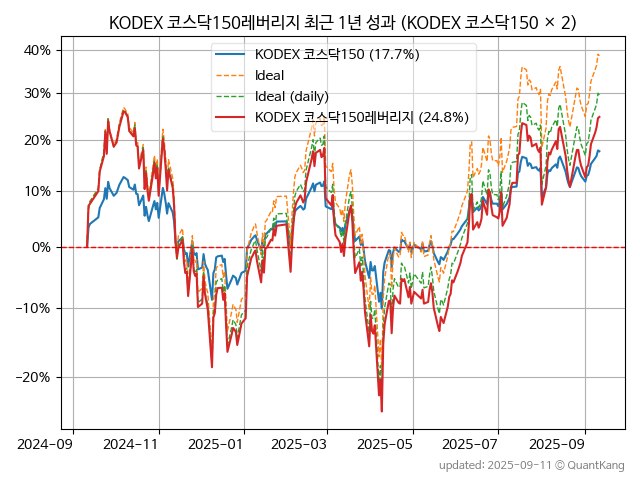 KODEX 코스닥150레버리지 최근 1년 성과 (KODEX 코스닥150 × 2)
KODEX 코스닥150 (17.7%)
Ideal
Ideal (daily)
KODEX 코스닥150레버리지 (24.8%)
40%
30%
20%
10%
0%
−10%
−20%
2024-09
2024-11
2025-01
2025-03
2025-05
2025-07
2025-09
updated: 2025-09-11 ⓒ QuantKang